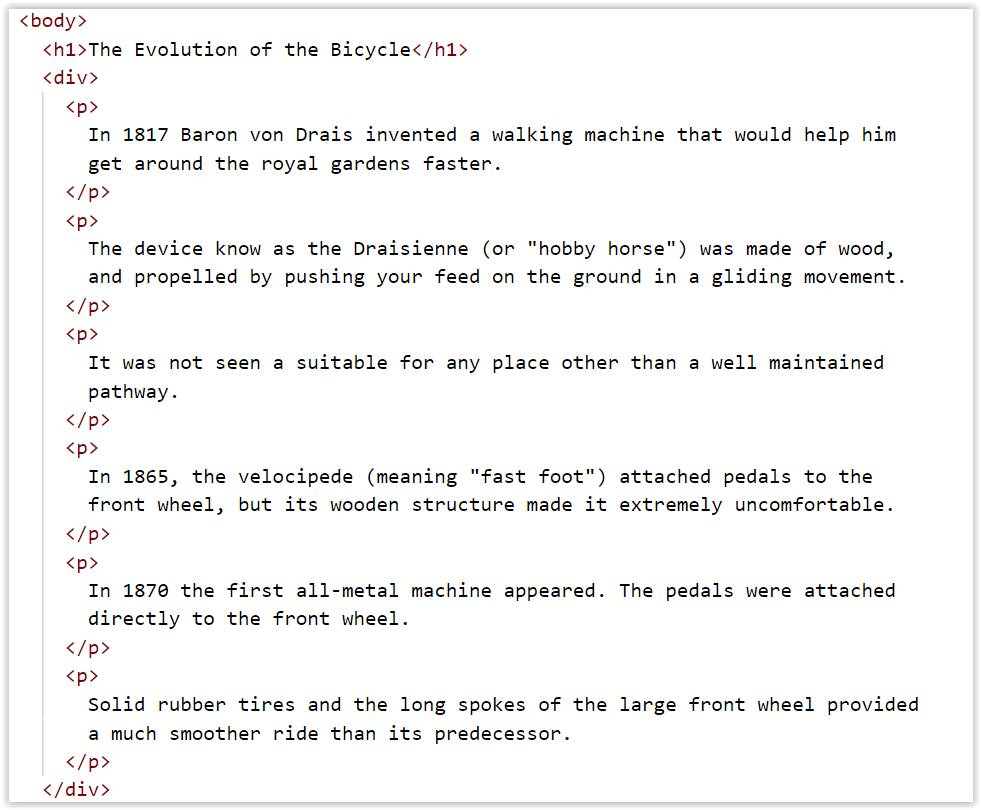 <body>
<h1>The Evolution of the Bicycle</h1>
<div>
<p>
In 1817 Baron von Drais invented a walking machine that would help him
get around the royal gardens faster.
</p>
<p>
The device know as the Draisienne (or "hobby horse") was made of wood,
and propelled by pushing your feed on the ground in a gliding movement.
</p>
<p>
It was not seen a suitable for any place other than a well maintained
pathway.
</p>
<p>
In 1865, the velocipede (meaning "fast foot") attached pedals to the
front wheel, but its wooden structure made it extremely uncomfortable.
</p>
<p>
In 1870 the first all-metal machine appeared. The pedals were attached
directly to the front wheel.
</p>
<p>
Solid rubber tires and the long spokes of the large front wheel provided
a much smoother ride than its predecessor.
</p>
</div>